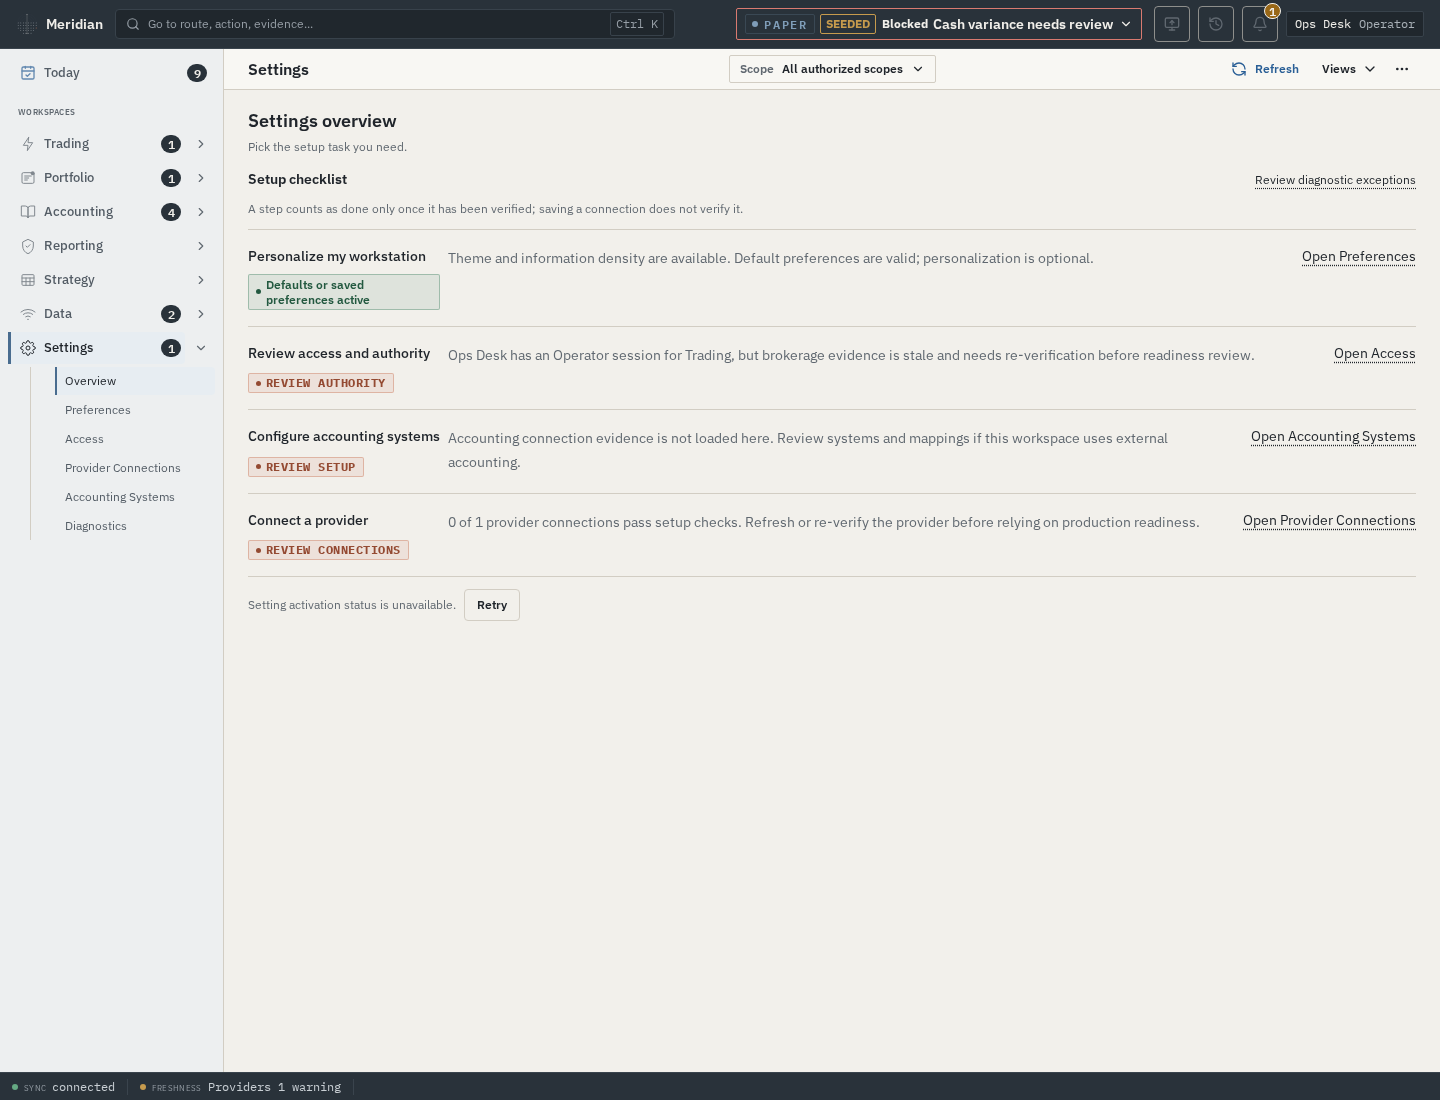 Meridian
Go to route, action, evidence...
Ctrl K
PAPER
SEEDED
Blocked Cash variance needs review
1
Ops Desk Operator
Today
9
WORKSPACES
Trading
1
Portfolio
1
Accounting
4
Reporting
Strategy
Data
2
Settings
1
Overview
Preferences
Access
Provider Connections
Accounting Systems
Diagnostics
Settings
Scope All authorized scopes
Refresh
Views
Settings overview
Pick the setup task you need.
Setup checklist
Review diagnostic exceptions
A step counts as done only once it has been verified; saving a connection does not verify it.
Personalize my workstation
Defaults or saved
preferences active
Theme and information density are available. Default preferences are valid; personalization is optional.
Open Preferences
Review access and authority
REVIEW AUTHORITY
Ops Desk has an Operator session for Trading, but brokerage evidence is stale and needs re-verification before readiness review.
Open Access
Configure accounting systems
REVIEW SETUP
Accounting connection evidence is not loaded here. Review systems and mappings if this workspace uses external
accounting.
Open Accounting Systems
Connect a provider
REVIEW CONNECTIONS
0 of 1 provider connections pass setup checks. Refresh or re-verify the provider before relying on production readiness.
Open Provider Connections
Setting activation status is unavailable.
Retry
SYNC connected
FRESHNESS Providers 1 warning